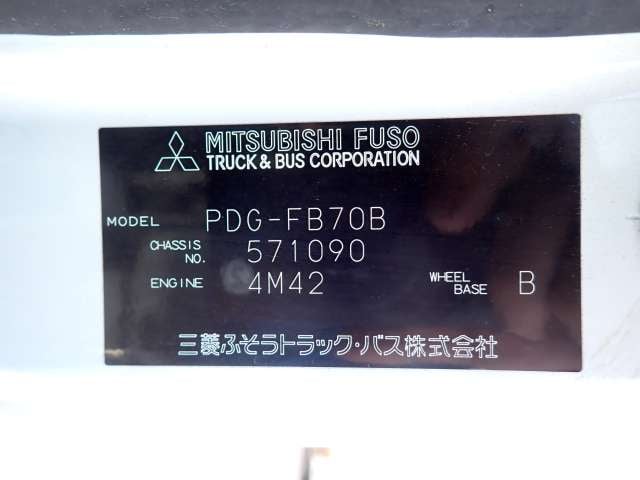 MITSUBISHI FUSO
TRUCK & BUS CORPORATION
MODEL PDG-FB70B
CHASSIS NO. 571090
ENGINE 4M42 WHEEL BASE B
三菱ふそうトラック・バス株式会社